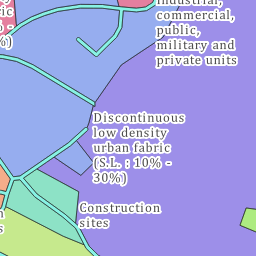 industrial,
commercial,
public,
military and
private units
Discontinuous
low density
urban fabric
(S.L. : 10% -
30%)
Construction
sites